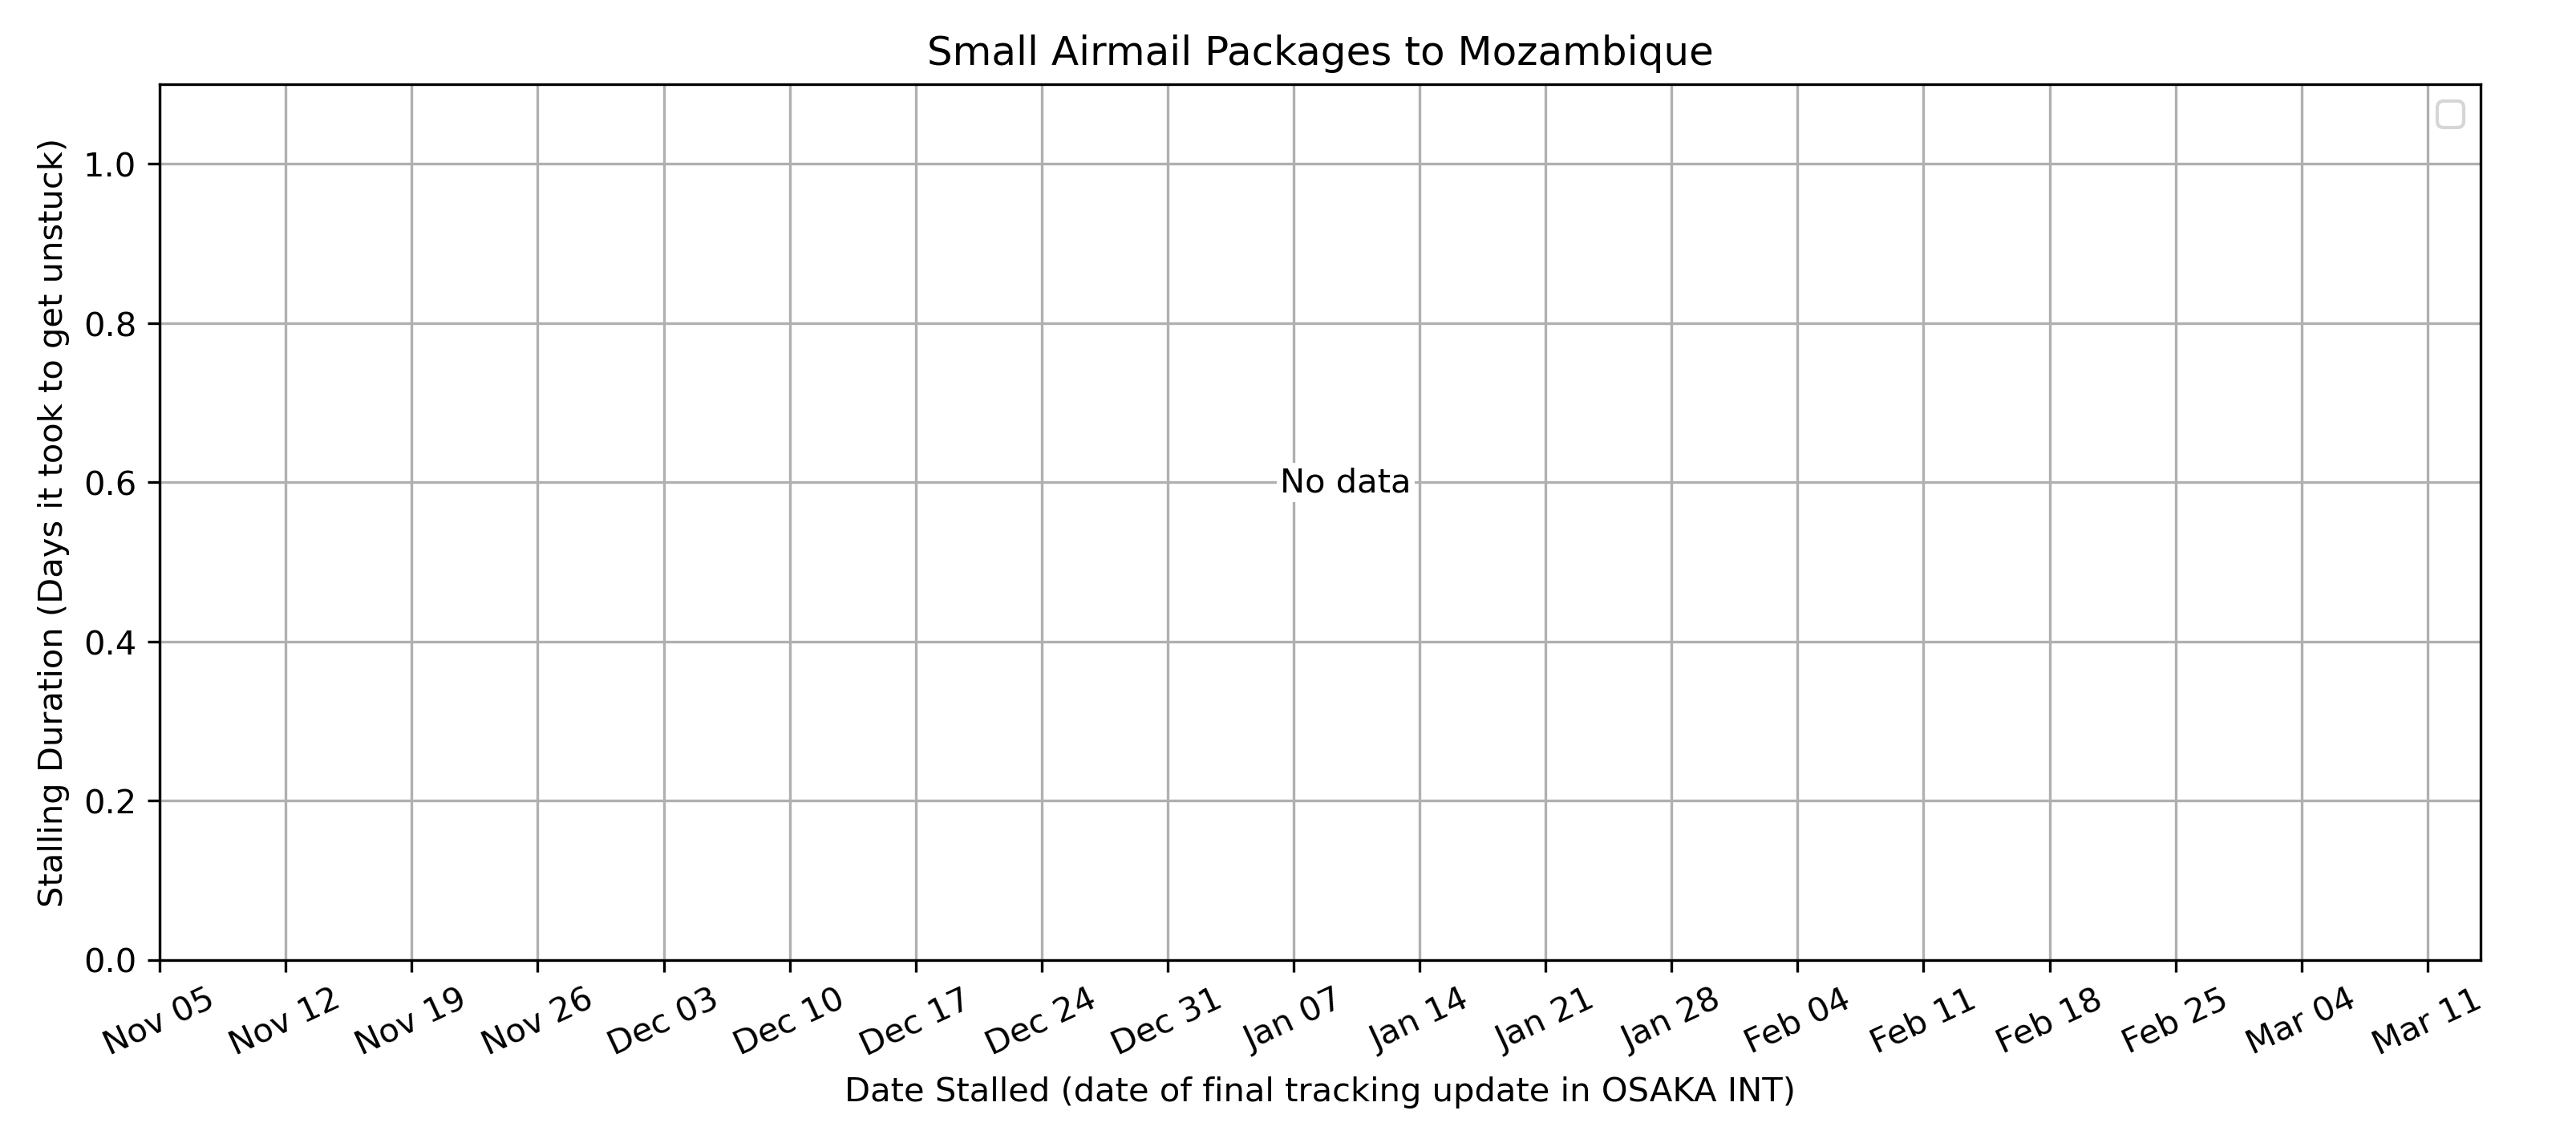 Small Airmail Packages to Mozambique
Stalling Duration (Days it took to get unstuck)
1.0
0.8
0.6
0.4
0.2
0.0
No data
Nov 05 Nov 12 Nov 19 Nov 26 Dec 03 Dec 10 Dec 17 Dec 24 Dec 31 Jan 07 Jan 14 Jan 21 Jan 28 Feb 04 Feb 11 Feb 18 Feb 25 Mar 04 Mar 11
Date Stalled (date of final tracking update in OSAKA INT)